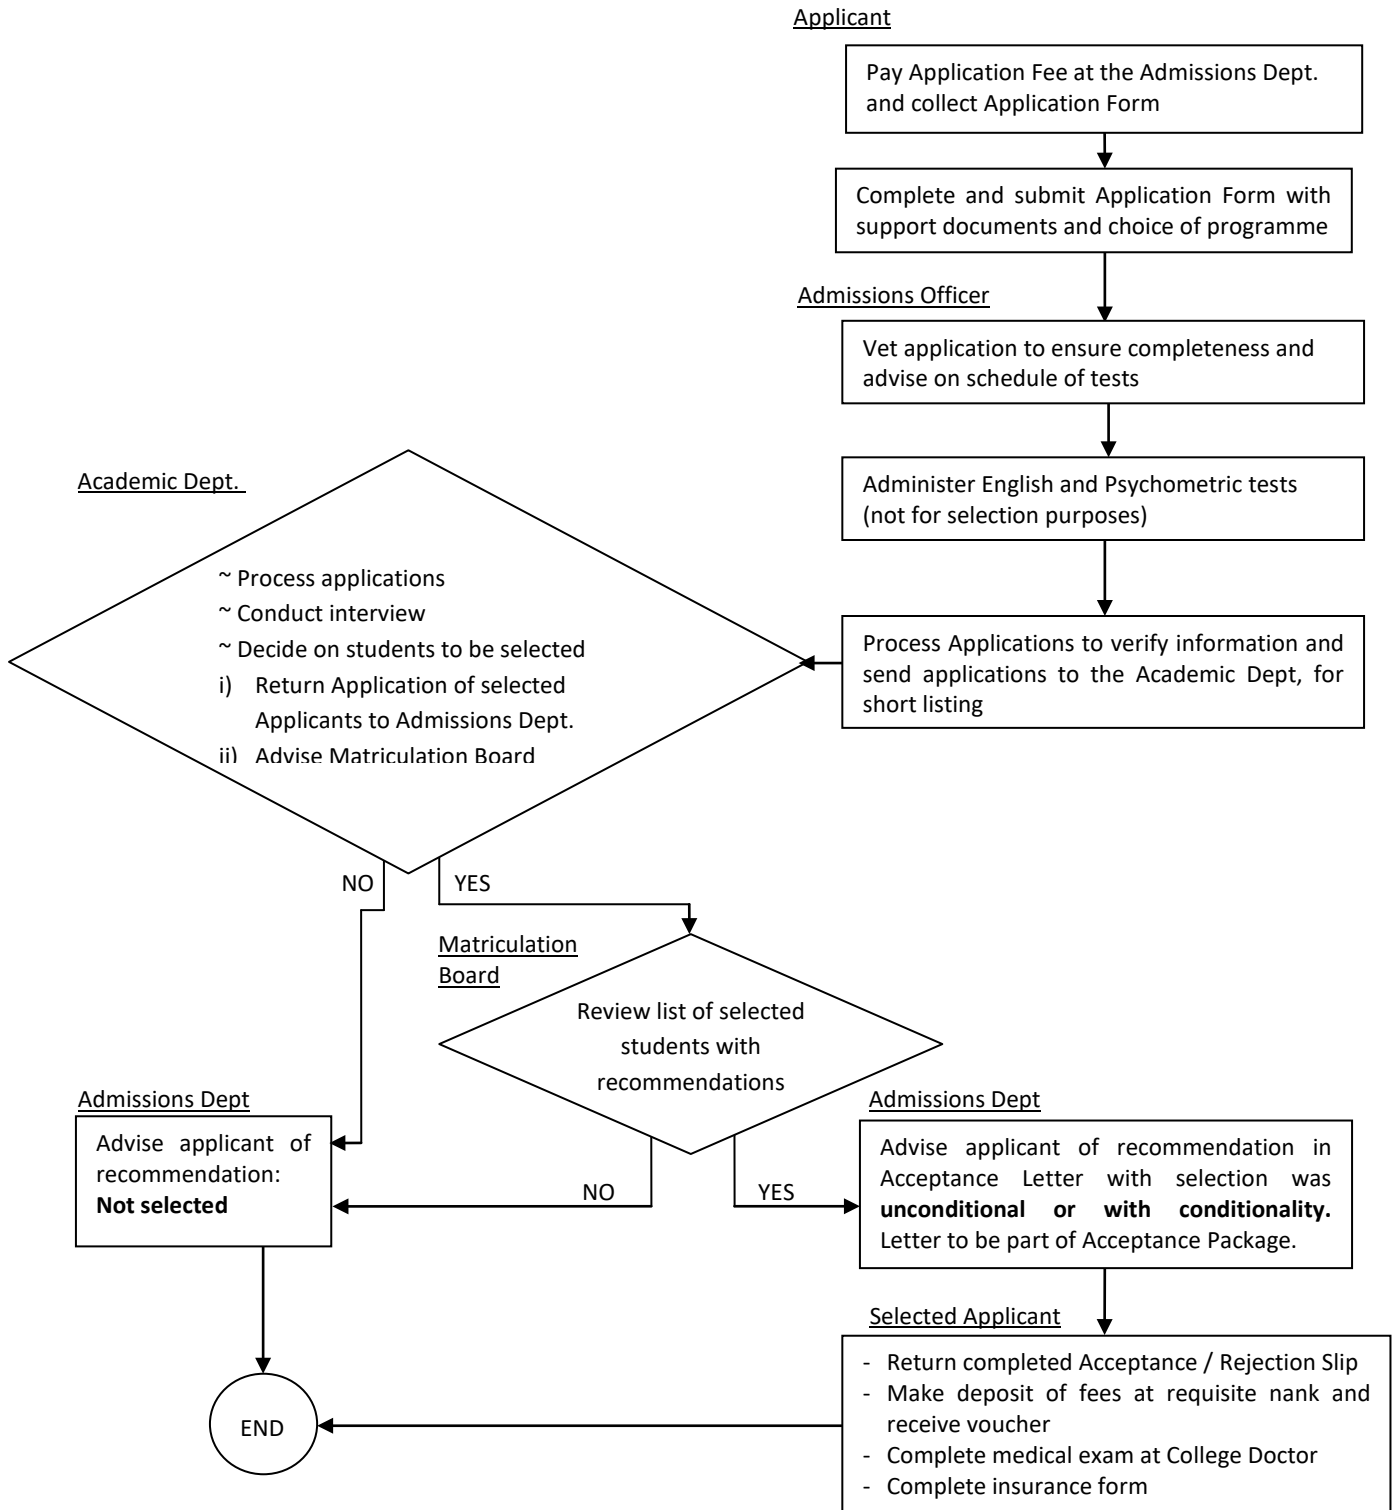 Applicant
Pay Application Fee at the Admissions Dept.
and collect Application Form
Complete and submit Application Form with
support documents and choice of programme
Admissions Officer
Vet application to ensure completeness and
advise on schedule of tests
Administer English and Psychometric tests
(not for selection purposes)
Process Applications to verify information and
send applications to the Academic Dept, for
short listing
Academic Dept.
~ Process applications
~ Conduct interview
~ Decide on students to be selected
i) Return Application of selected
Applicants to Admissions Dept.
ii) Advise Matriculation Board
NO
YES
Matriculation
Board
Review list of selected
students with
recommendations
NO
YES
Admissions Dept
Advise applicant of
recommendation:
Not selected
Admissions Dept
Advise applicant of recommendation in
Acceptance Letter with selection was
unconditional or with conditionality.
Letter to be part of Acceptance Package.
Selected Applicant
- Return completed Acceptance / Rejection Slip
- Make deposit of fees at requisite nank and
receive voucher
- Complete medical exam at College Doctor
- Complete insurance form
END